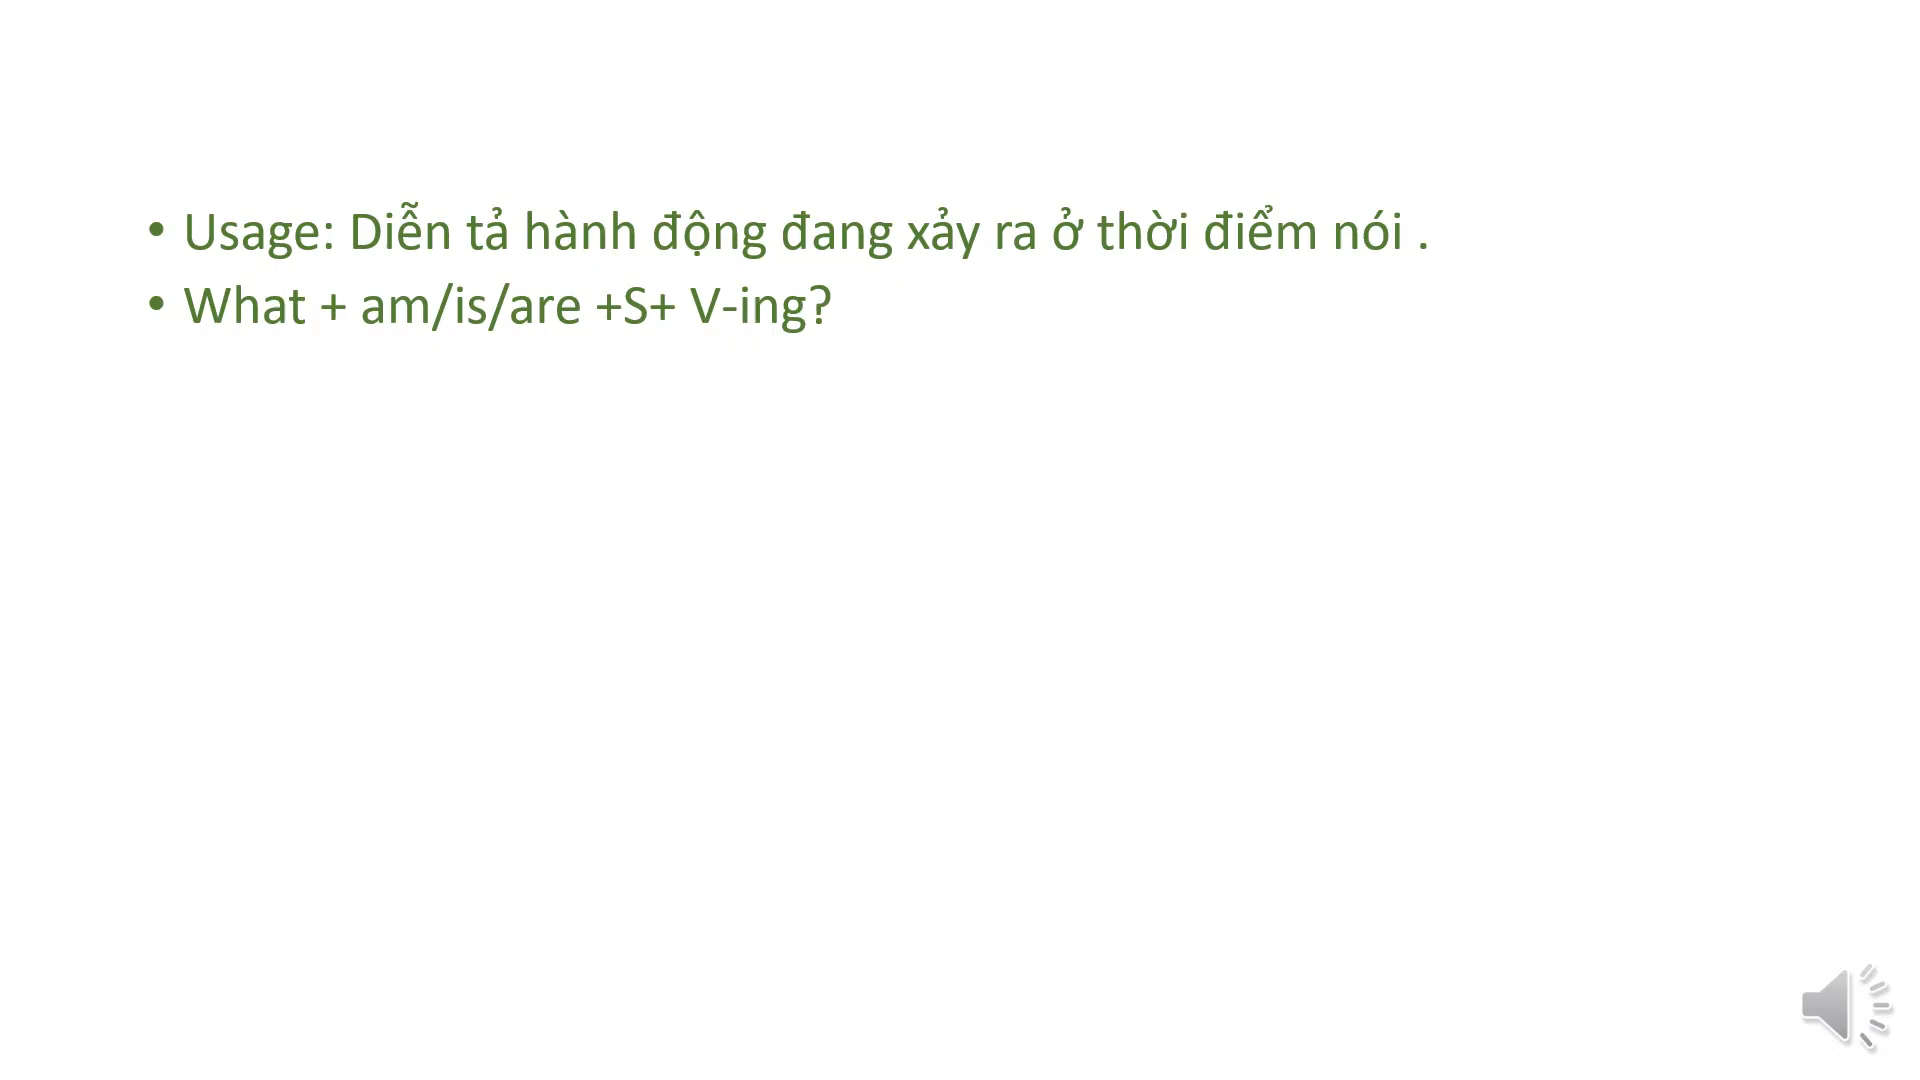 • Usage: Diễn tả hành động đang xảy ra ở thời điểm nói .
• What + am/is/are +S+ V-ing?